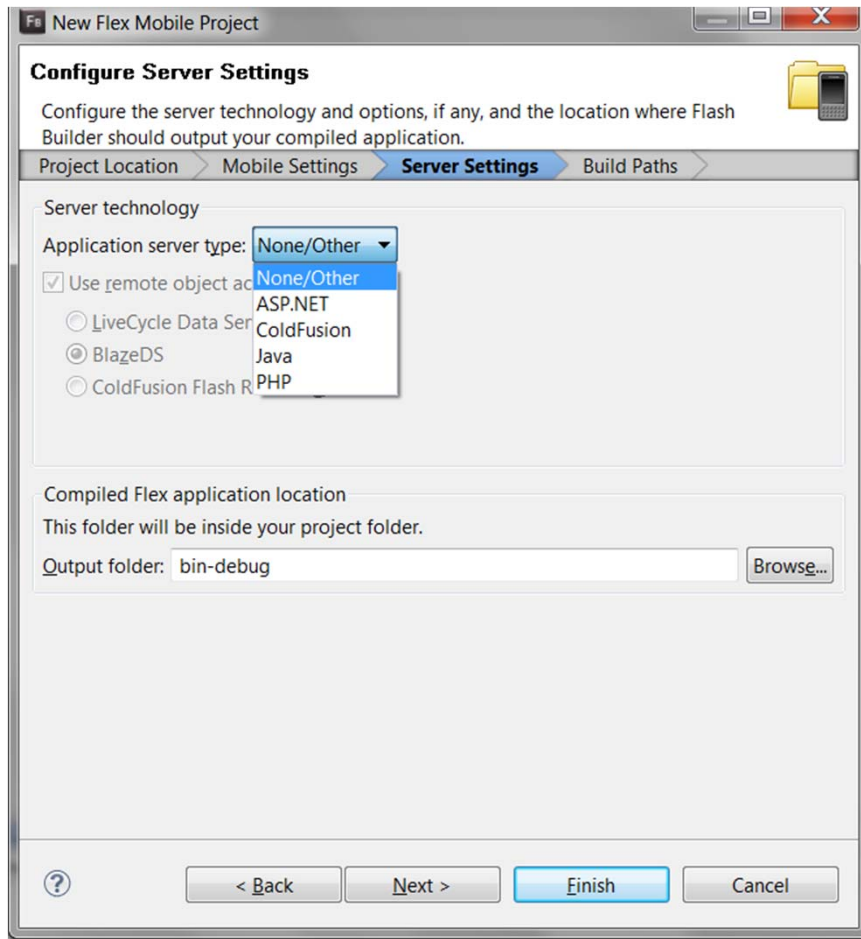 Fb New Flex Mobile Project
Configure Server Settings
Configure the server technology and options, if any, and the location where Flash
Builder should output your compiled application.
Project Location Mobile Settings Server Settings Build Paths
Server technology
Application server type: None/Other
Use remote object ac
None/Other
ASP.NET
LiveCycle Data Ser
ColdFusion
BlazeDS
Java
ColdFusion Flash R
PHP
Compiled Flex application location
This folder will be inside your project folder.
Output folder: bin-debug Browse...
? < Back Next > Finish Cancel